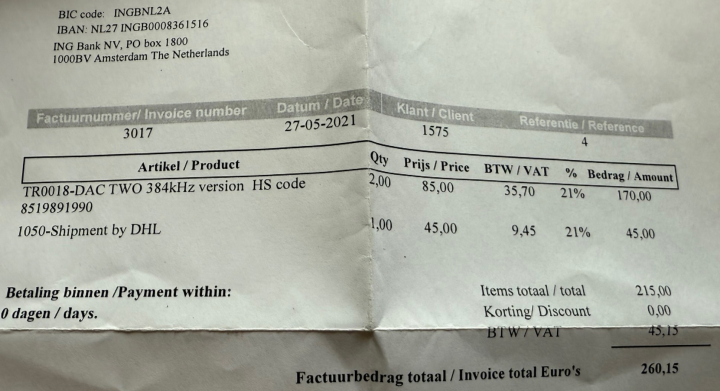 BIC code: INGBNL2A
IBAN: NL27 INGB0008361516
ING Bank NV, PO box 1800
1000BV Amsterdam The Netherlands
Factuurnummer/ Invoice number Datum / Date Klant / Client Referentie / Reference
3017 27-05-2021 1575 4
Artikel / Product Qty Prijs / Price BTW / VAT % Bedrag / Amount
TR0018-DAC TWO 384kHz version HS code 2,00 85,00 35,70 21% 170,00
8519891990
1050-Shipment by DHL 1,00 45,00 9,45 21% 45,00
Betaling binnen /Payment within: Items totaal / total 215,00
0 dagen / days. Korting/ Discount 0,00
BTW / VAT 45,15
Factuurbedrag totaal / Invoice total Euro's 260,15